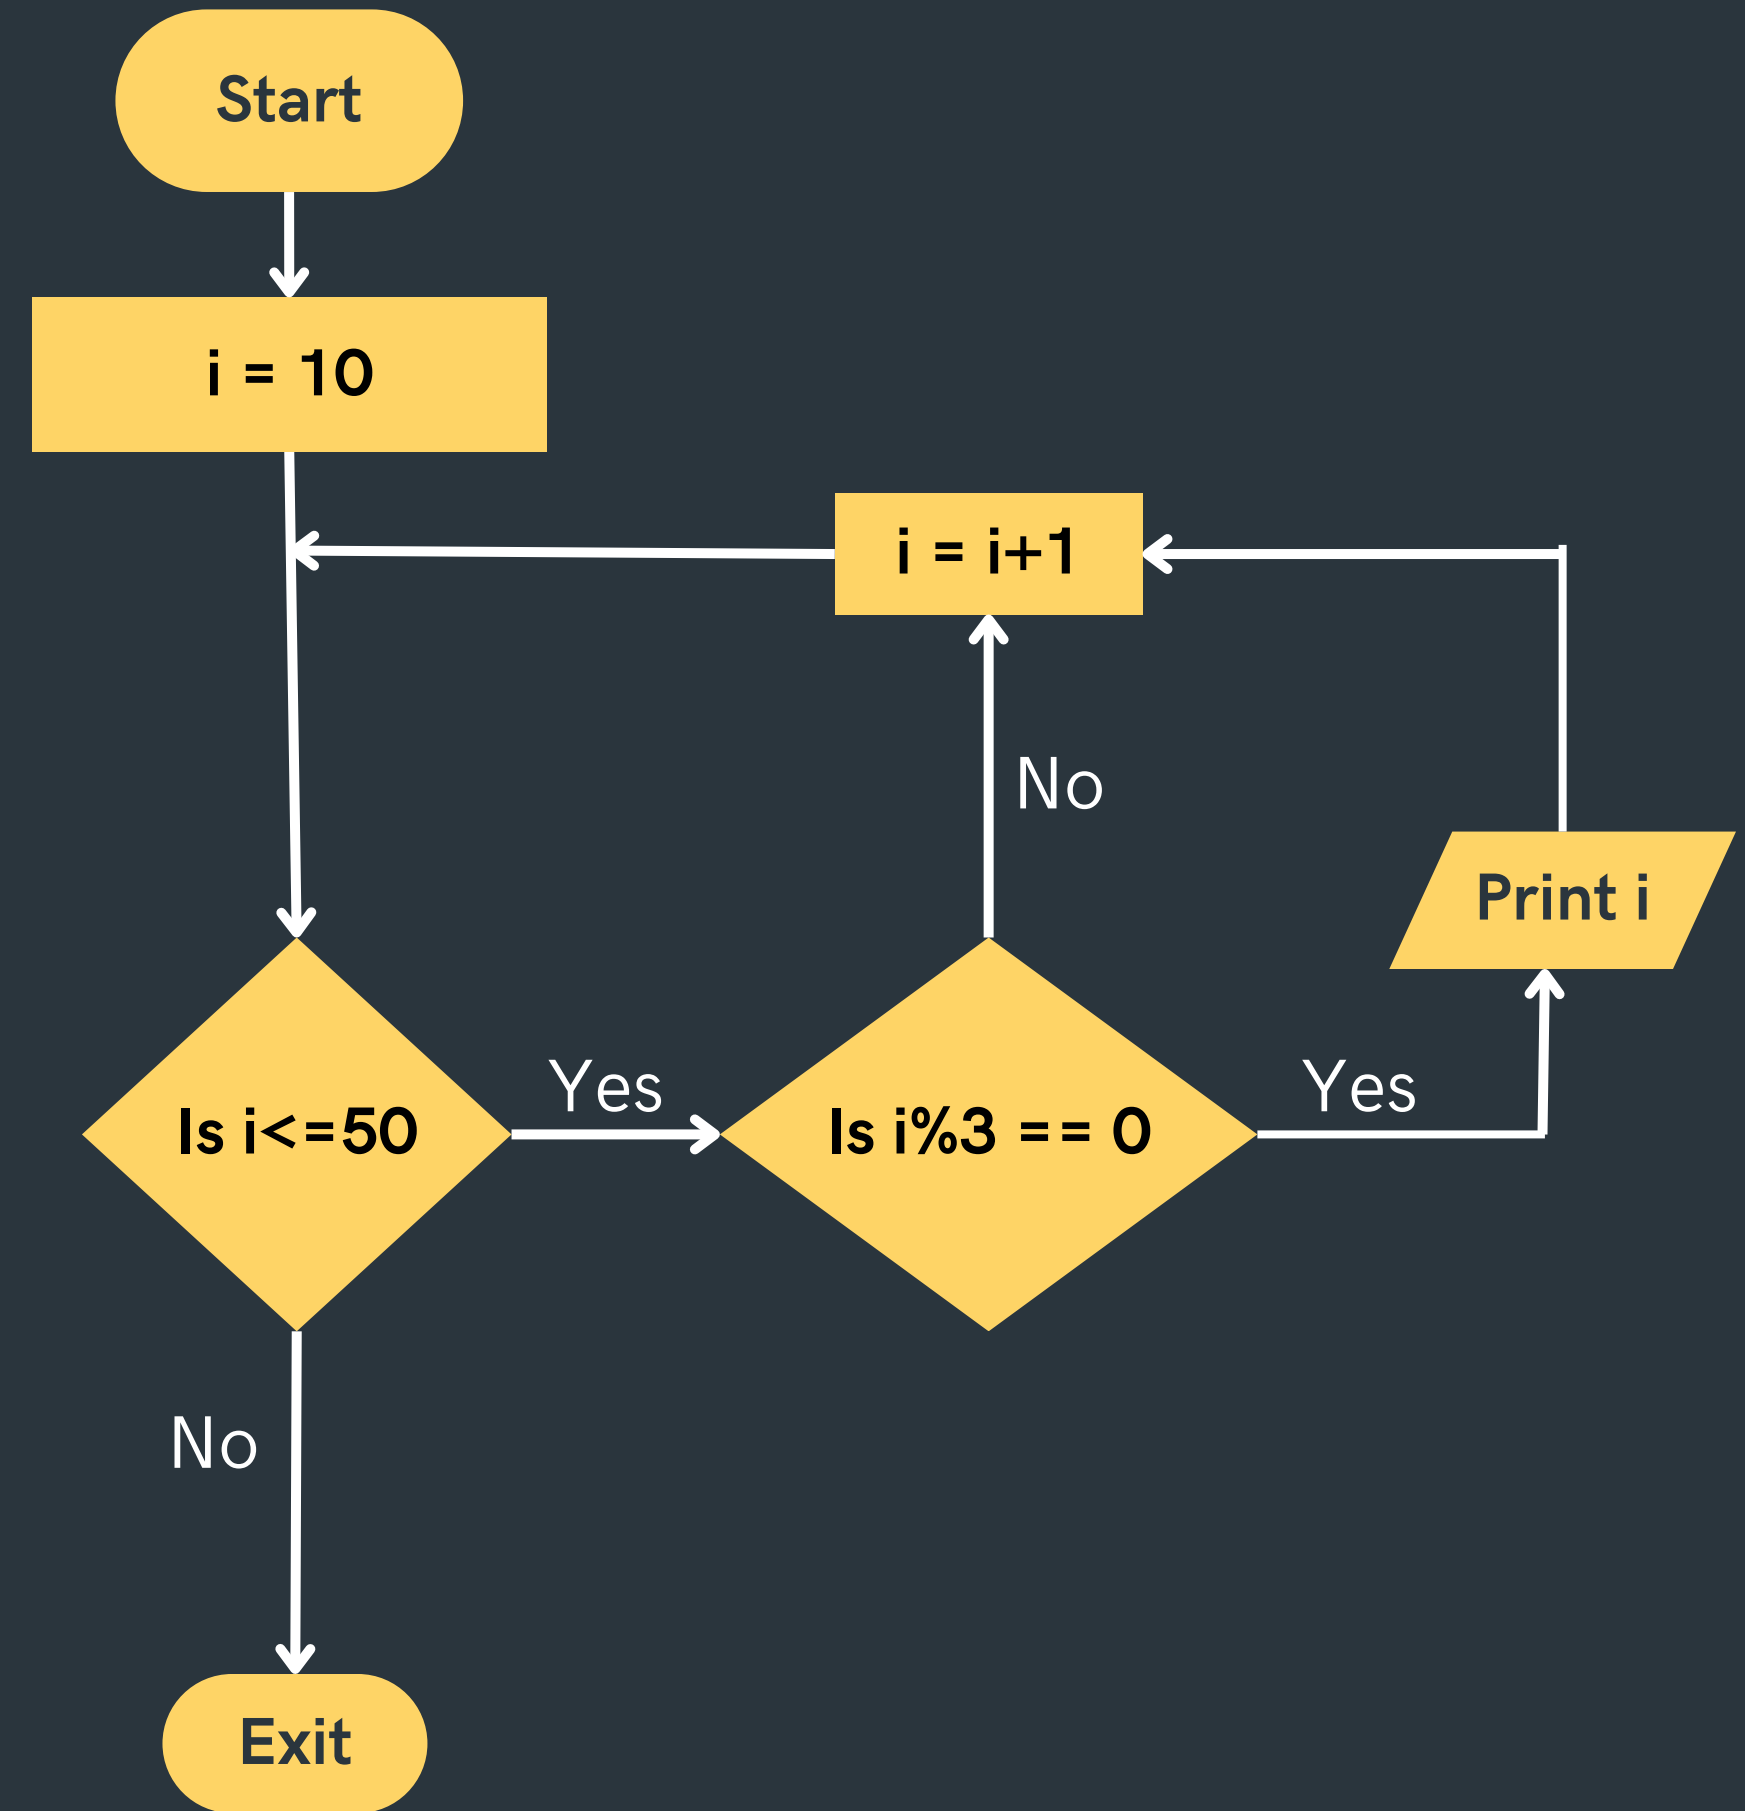 Start
i = 10
i = i+1
No
Print i
Is i<=50
Yes
Is i%3 == 0
Yes
No
Exit